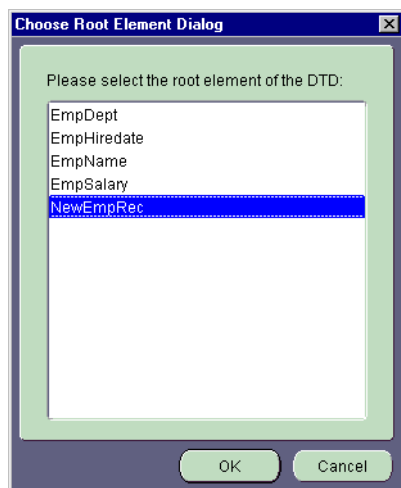 Choose Root Element Dialog
Please select the root element of the DTD:
EmpDept
EmpHiredate
EmpName
EmpSalary
NewEmpRec
OK
Cancel